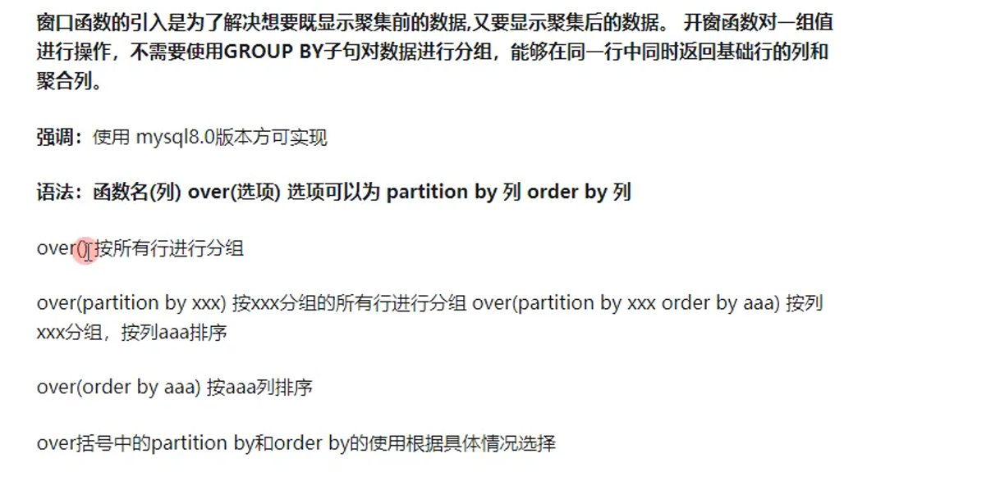 窗口函数的引入是为了解决想要既显示聚集前的数据,又要显示聚集后的数据。 开窗函数对一组值
进行操作，不需要使用GROUP BY子句对数据进行分组，能够在同一行中同时返回基础行的列和
聚合列。
强调：使用 mysql8.0版本方可实现
语法：函数名(列) over(选项) 选项可以为 partition by 列 order by 列
over() 按所有行进行分组
over(partition by xxx) 按xxx分组的所有行进行分组 over(partition by xxx order by aaa) 按列
xxx分组，按列aaa排序
over(order by aaa) 按aaa列排序
over括号中的partition by和order by的使用根据具体情况选择